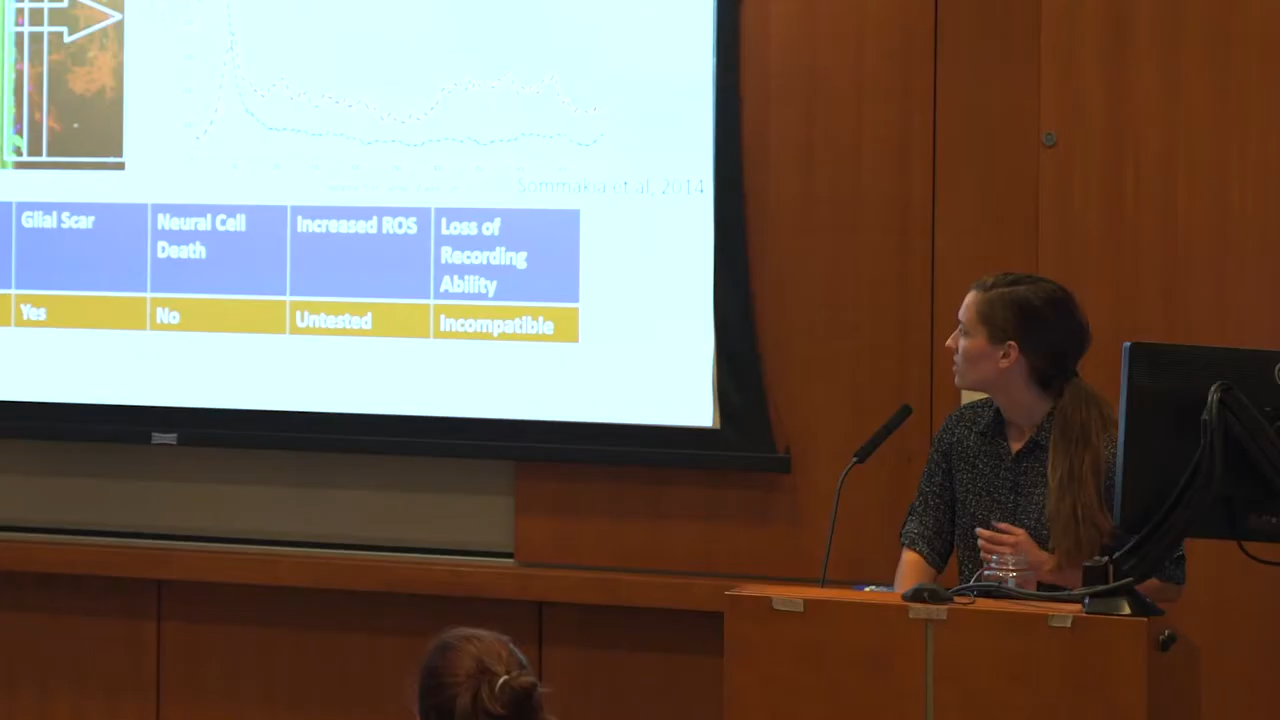 Sommakia et al, 2014
Glial Scar
Neural Cell
Death
Increased ROS
Loss of
Recording
Ability
Yes
No
Untested
Incompatible